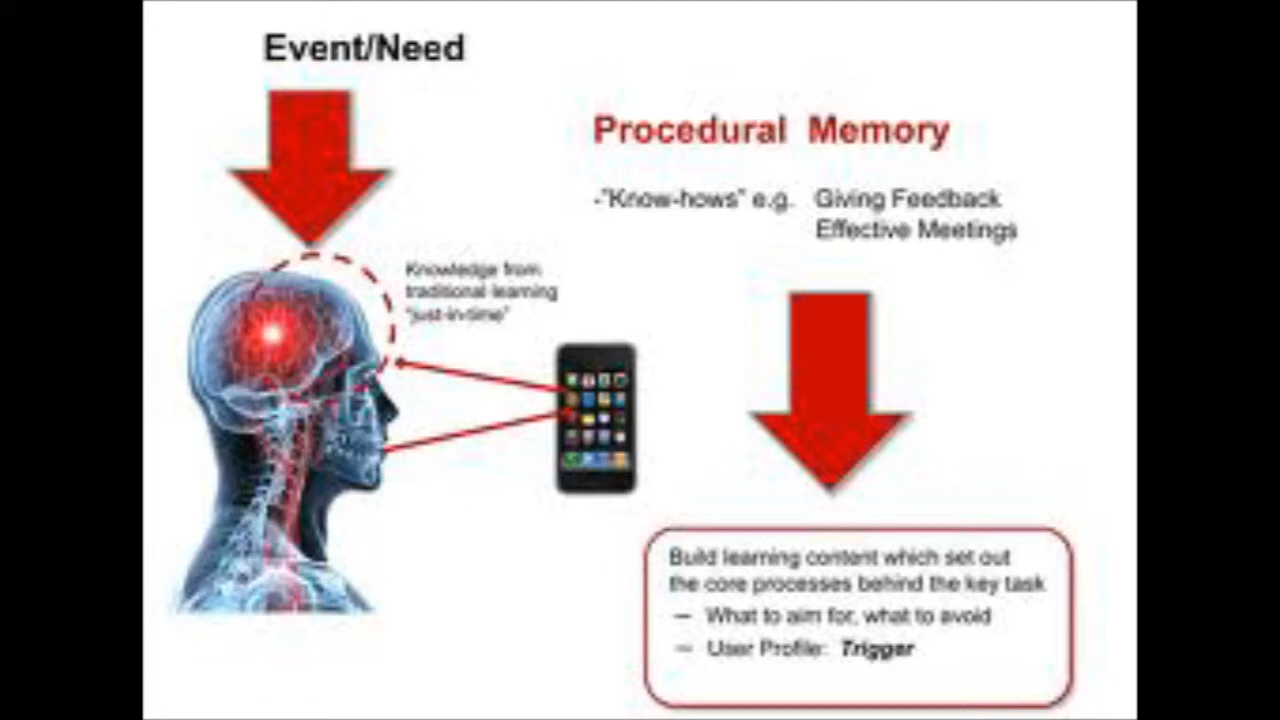 Event/Need
Procedural Memory
-"Know-hows" e.g. Giving Feedback
Effective Meetings
Knowledge from
traditional learning
"just-in-time"
Build learning content which set out
the core processes behind the key task
– What to aim for, what to avoid
– User Profile: Trigger